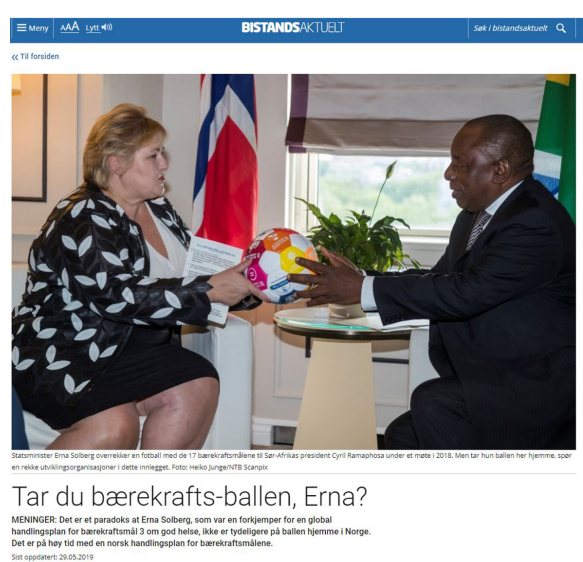 Meny AAA Lytt BISTANDSAKTUELT Søk i bistandsaktuelt
Til forsiden
Statsminister Erna Solberg overrekker en fotball med de 17 bærekraftsmålene til Sør-Afrikas president Cyril Ramaphosa under et møte i 2018. Men tar hun ballen her hjemme, spør
en rekke utviklingsorganisasjoner i dette innlegget. Foto: Heiko Junge/NTB Scanpix
Tar du bærekrafts-ballen, Erna?
MENINGER: Det er et paradoks at Erna Solberg, som var en forkjemper for en global
handlingsplan for bærekraftsmål 3 om god helse, ikke er tydeligere på ballen hjemme i Norge.
Det er på høy tid med en norsk handlingsplan for bærekraftsmålene.
Sist oppdatert: 29.05.2019